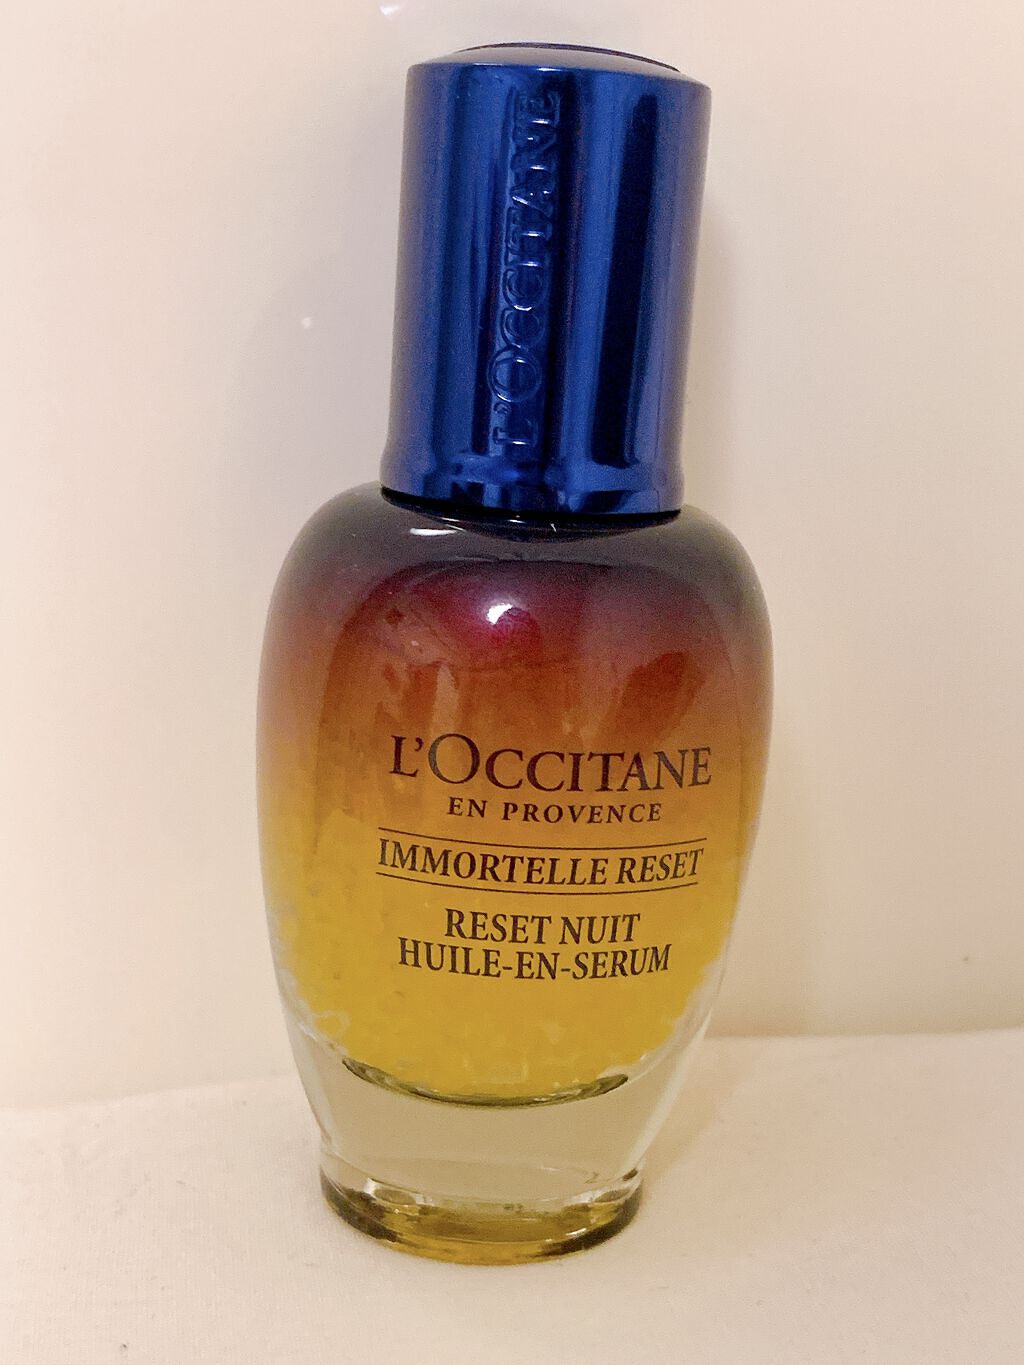 L'OCCITANE
L'OCCITANE
EN PROVENCE
IMMORTELLE RESET
RESET NUIT
HUILE-EN-SERUM